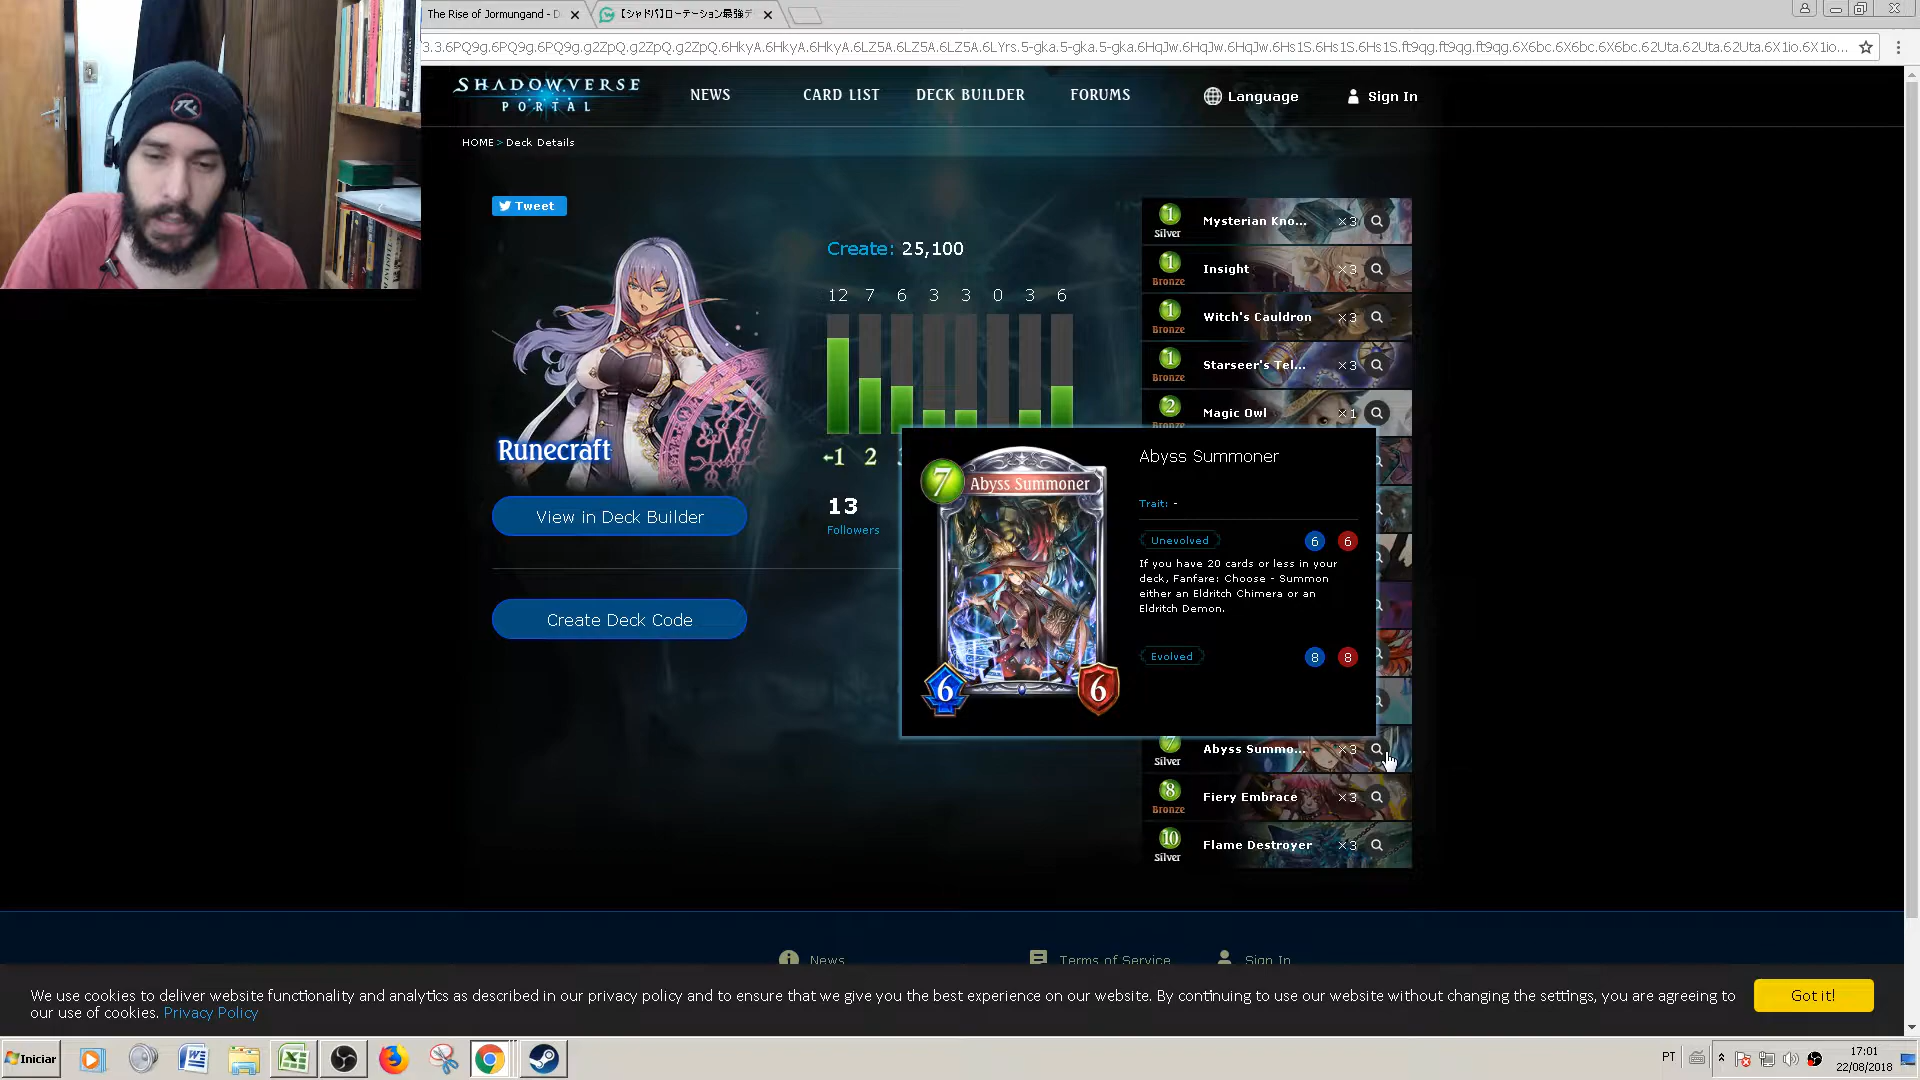 The Rise of Jormungand - D
【シャドバ】ローテーション最強デ
3.3.6PQ9g.6PQ9g.6PQ9g.g2ZpQ.g2ZpQ.g2ZpQ.6HkyA.6HkyA.6HkyA.6LZ5A.6LZ5A.6LZ5A.6LYrs.5-gka.5-gka.5-gka.6HqJw.6HqJw.6HqJw.6Hs1S.6Hs1S.6Hs1S.ft9qg.ft9qg.ft9qg.6X6bc.6X6bc.6X6bc.62Uta.62Uta.62Uta.6X1io.6X1io...
SHADOWVERSE
PORTAL
NEWS
CARD LIST
DECK BUILDER
FORUMS
Language
Sign In
HOME > Deck Details
Tweet
Create: 25,100
12 7 6 3 3 0 3 6
-1 2
Runecraft
13
Followers
View in Deck Builder
Create Deck Code
1 Silver Mysterian Kno... ×3
1 Bronze Insight ×3
1 Bronze Witch's Cauldron ×3
1 Bronze Starseer's Tel... ×3
2 Bronze Magic Owl ×1
7
Abyss Summoner
6
6
Abyss Summoner
Trait: -
Unevolved 6 6
If you have 20 cards or less in your
deck, Fanfare: Choose - Summon
either an Eldritch Chimera or an
Eldritch Demon.
Evolved 8 8
7 Silver Abyss Summo... ×3
8 Bronze Fiery Embrace ×3
10 Silver Flame Destroyer ×3
News
Terms of Service
Sign In
We use cookies to deliver website functionality and analytics as described in our privacy policy and to ensure that we give you the best experience on our website. By continuing to use our website without changing the settings, you are agreeing to
our use of cookies. Privacy Policy
Got it!
Iniciar
PT
17:01
22/08/2018